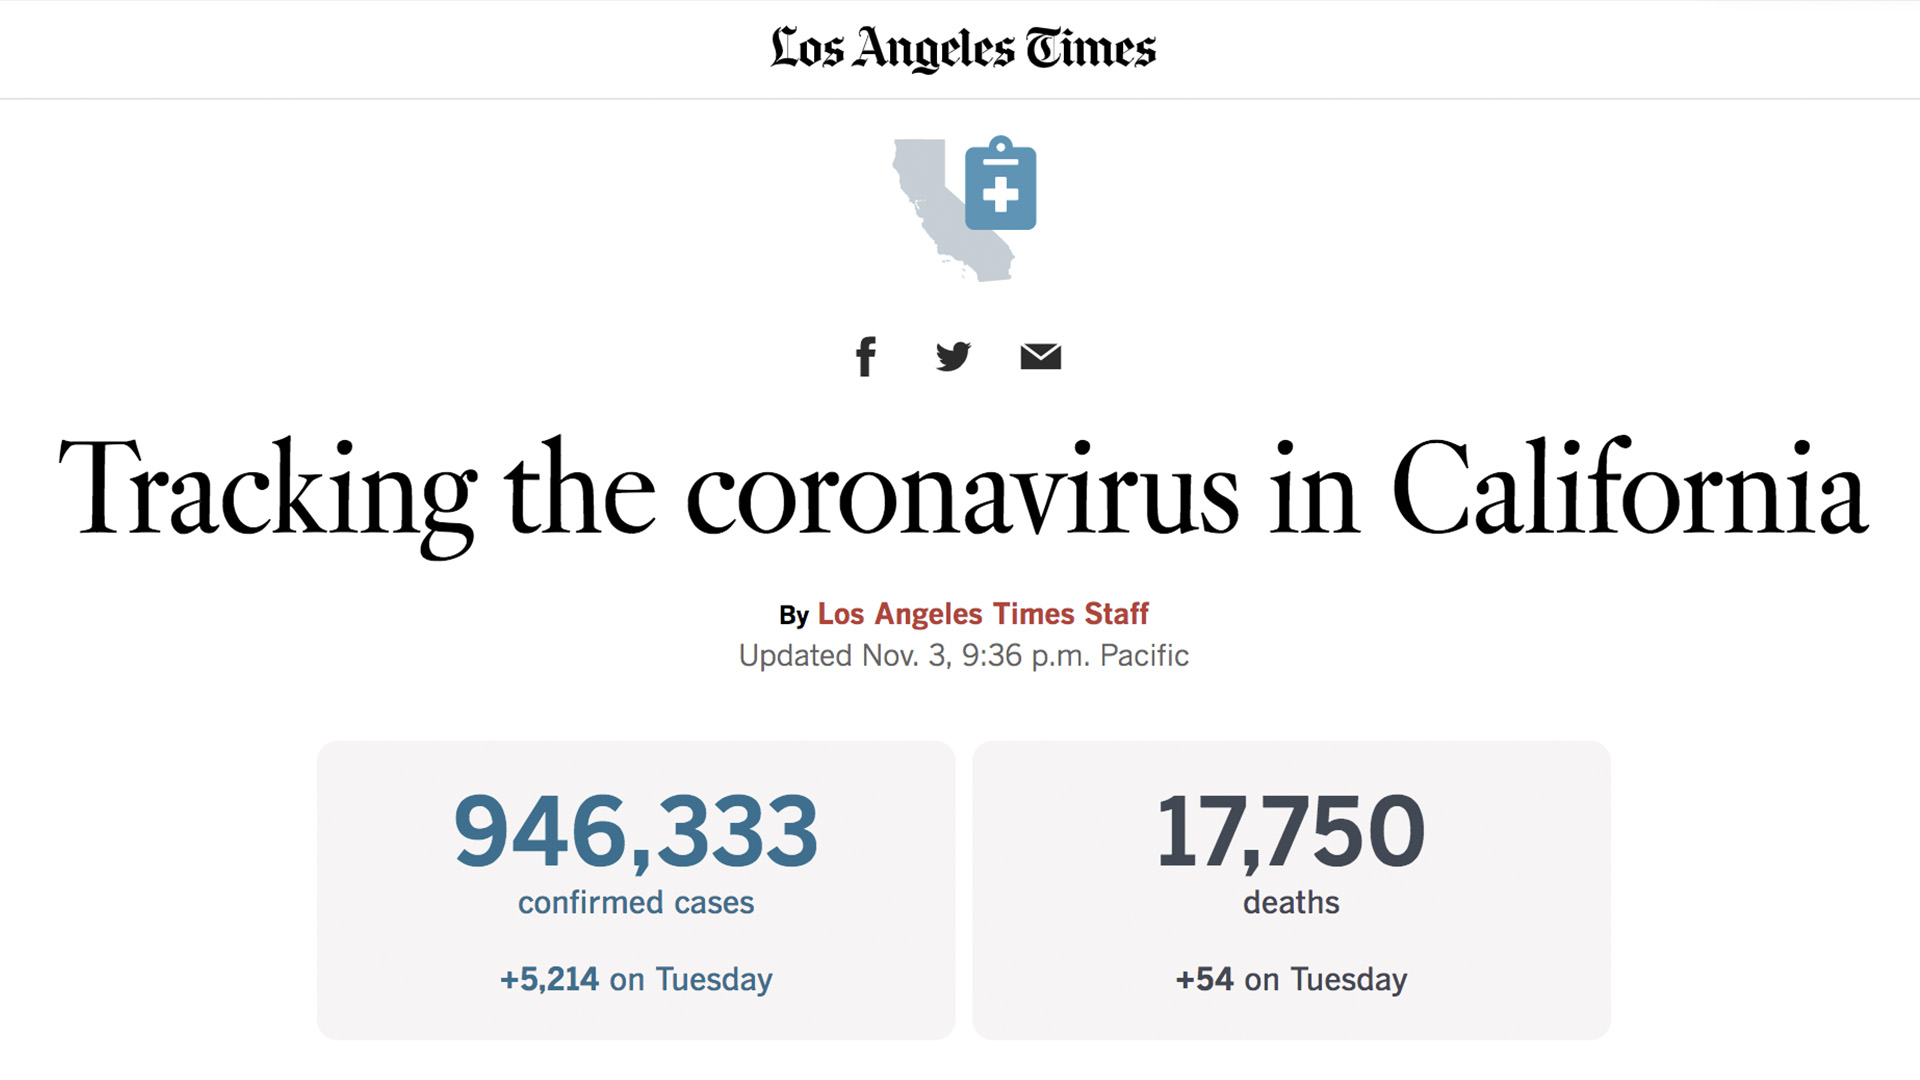 Los Angeles Times
Tracking the coronavirus in California
By Los Angeles Times Staff
Updated Nov. 3, 9:36 p.m. Pacific
946,333
confirmed cases
+5,214 on Tuesday
17,750
deaths
+54 on Tuesday